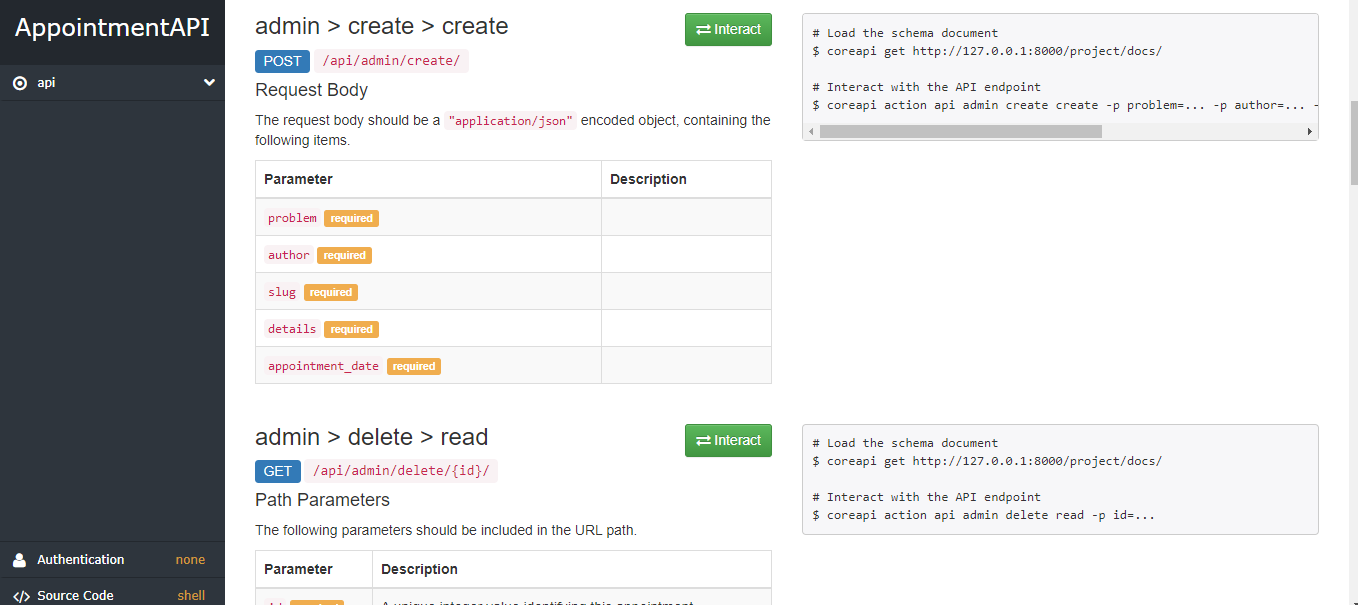 AppointmentAPI
api
Authentication none
Source Code shell
admin > create > create
Interact
POST /api/admin/create/
Request Body
The request body should be a "application/json" encoded object, containing the
following items.
Parameter Description
problem required
author required
slug required
details required
appointment_date required
# Load the schema document
$ coreapi get http://127.0.0.1:8000/project/docs/
# Interact with the API endpoint
$ coreapi action api admin create create -p problem=... -p author=... -
admin > delete > read
Interact
GET /api/admin/delete/{id}/
Path Parameters
The following parameters should be included in the URL path.
Parameter Description
A unique integer value identifying this appointment
# Load the schema document
$ coreapi get http://127.0.0.1:8000/project/docs/
# Interact with the API endpoint
$ coreapi action api admin delete read -p id=...